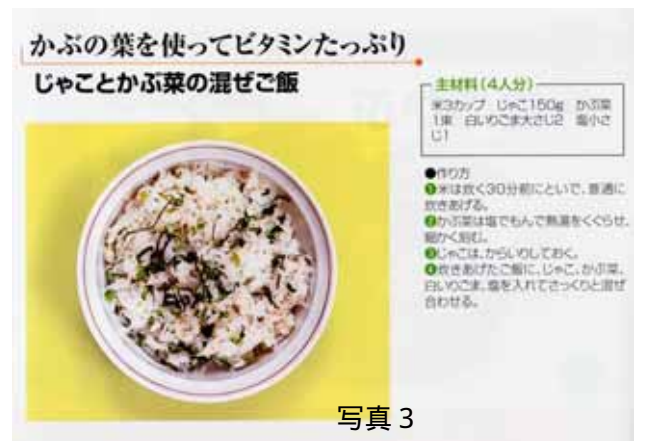 かぶの葉を使ってビタミンたっぷり
じゃことかぶ菜の混ぜご飯
主材料(4人分)
米3カップ じゃこ150g かぶ菜
1束 白いりごま大さじ2 塩小さ
じ1
●作り方
❶米は炊く30分前にといで、普通に
炊きあげる。
❷かぶ菜は塩でもんで熱湯をくぐらせ、
細かく刻む。
❸じゃこは、からいりしておく。
❹炊きあげたご飯に、じゃこ、かぶ菜、
白いりごま、塩を入れてさっくりと混ぜ
合わせる。
写真3